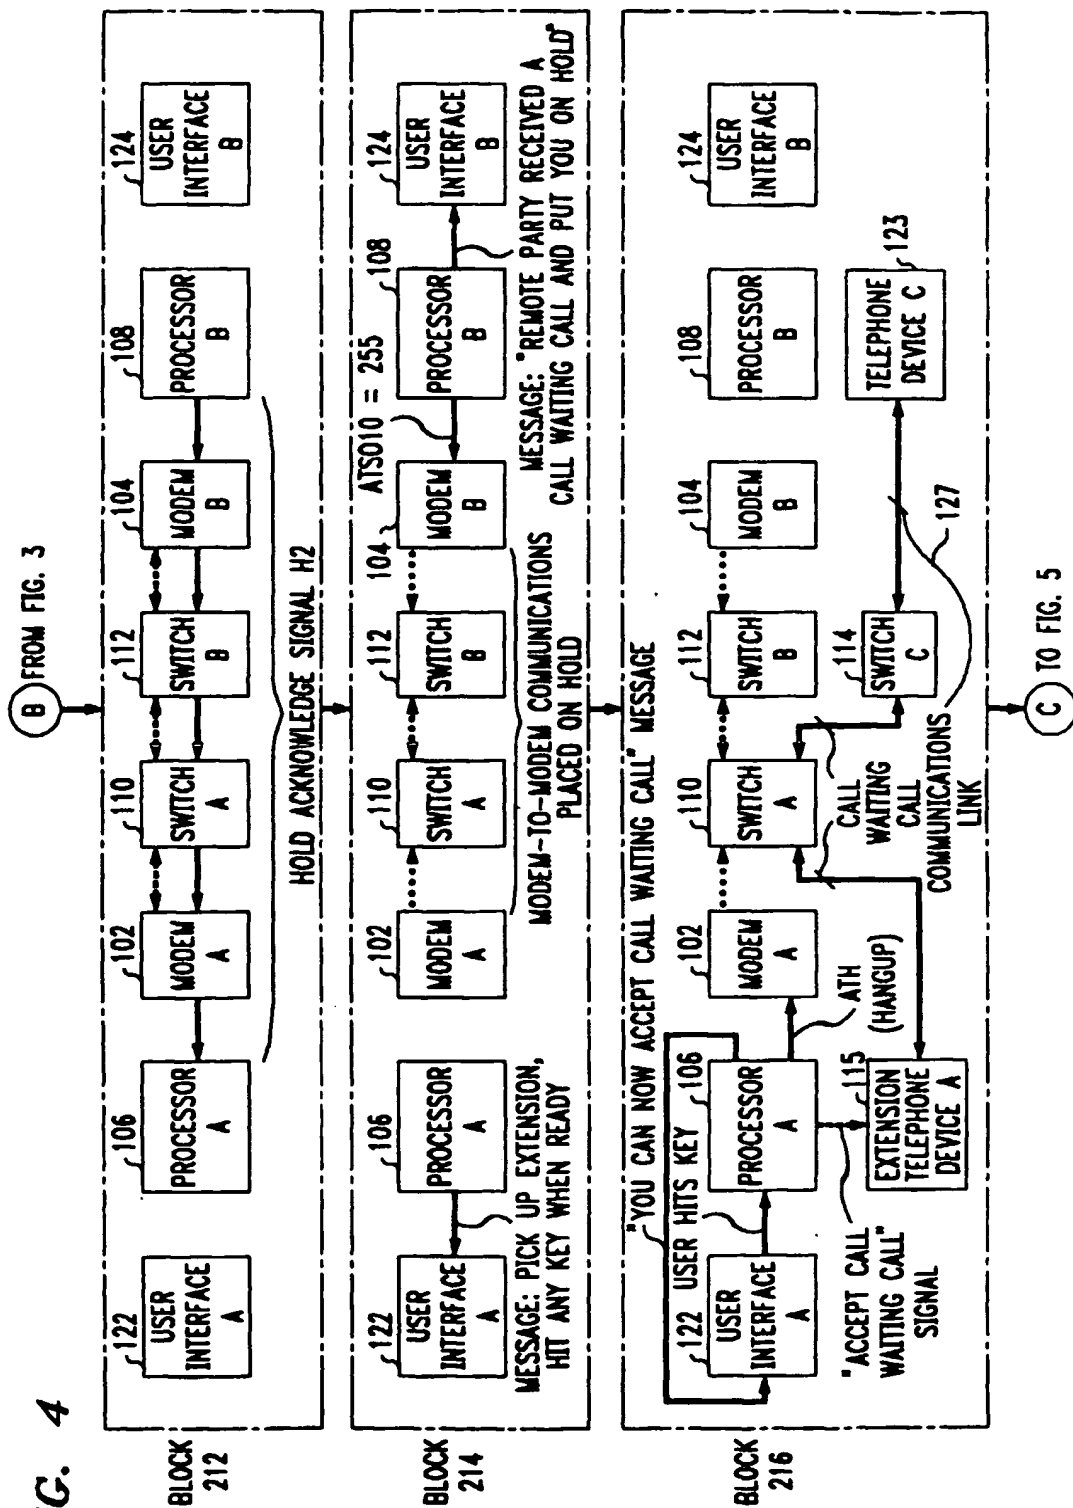 G. 4
B FROM FIG. 3
BLOCK
212
122
USER
INTERFACE
A
106
PROCESSOR
A
102
MODEM
A
110
SWITCH
A
112
SWITCH
B
104
MODEM
B
108
PROCESSOR
B
124
USER
INTERFACE
B
HOLD ACKNOWLEDGE SIGNAL H2
BLOCK
214
122
USER
INTERFACE
A
106
PROCESSOR
A
102
MODEM
A
110
SWITCH
A
112
SWITCH
B
104
MODEM
B
ATSO10 = 255
108
PROCESSOR
B
124
USER
INTERFACE
B
MESSAGE: PICK UP EXTENSION,
HIT ANY KEY WHEN READY
MODEM-TO-MODEM COMMUNICATIONS
PLACED ON HOLD
MESSAGE: "REMOTE PARTY RECEIVED A
CALL WAITING CALL AND PUT YOU ON HOLD"
BLOCK
216
"YOU CAN NOW ACCEPT CALL WAITING CALL" MESSAGE
122
USER
INTERFACE
A
USER HITS KEY
106
PROCESSOR
A
102
MODEM
A
110
SWITCH
A
112
SWITCH
B
104
MODEM
B
108
PROCESSOR
B
124
USER
INTERFACE
B
"ACCEPT CALL
WAITING CALL"
SIGNAL
115
EXTENSION
TELEPHONE
DEVICE A
ATH
(HANGUP)
CALL
WAITING
CALL
COMMUNICATIONS
LINK
114
SWITCH
C
127
TELEPHONE
DEVICE C
123
C TO FIG. 5